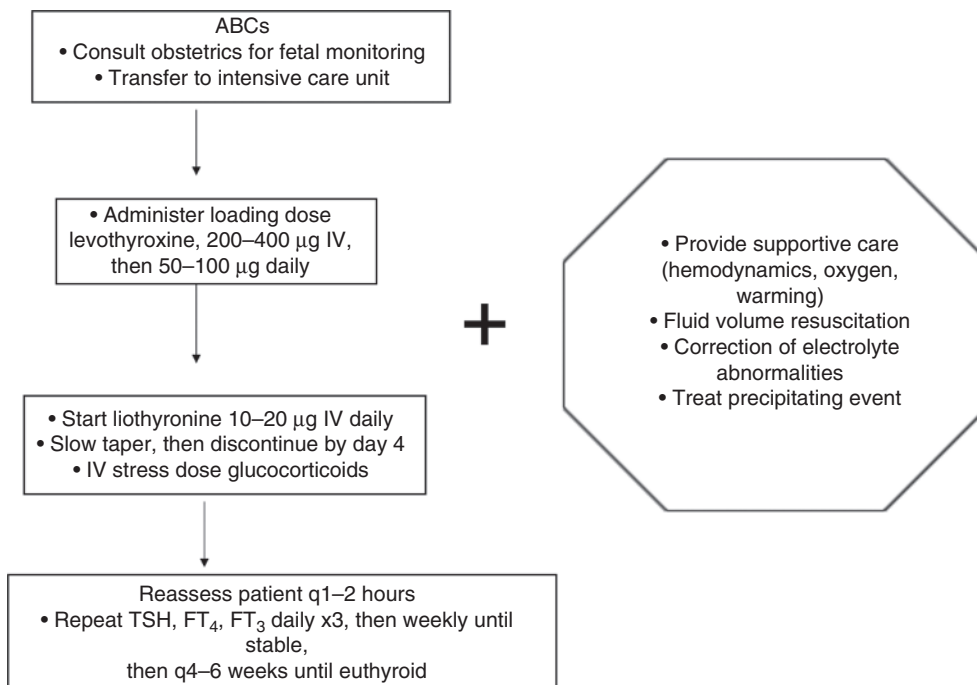 ABCs
• Consult obstetrics for fetal monitoring
• Transfer to intensive care unit
• Administer loading dose
levothyroxine, 200–400 μg IV,
then 50–100 μg daily
• Start liothyronine 10–20 μg IV daily
• Slow taper, then discontinue by day 4
• IV stress dose glucocorticoids
Reassess patient q1–2 hours
• Repeat TSH, FT4, FT3 daily x3, then weekly until
stable,
then q4–6 weeks until euthyroid
+
• Provide supportive care
(hemodynamics, oxygen,
warming)
• Fluid volume resuscitation
• Correction of electrolyte
abnormalities
• Treat precipitating event